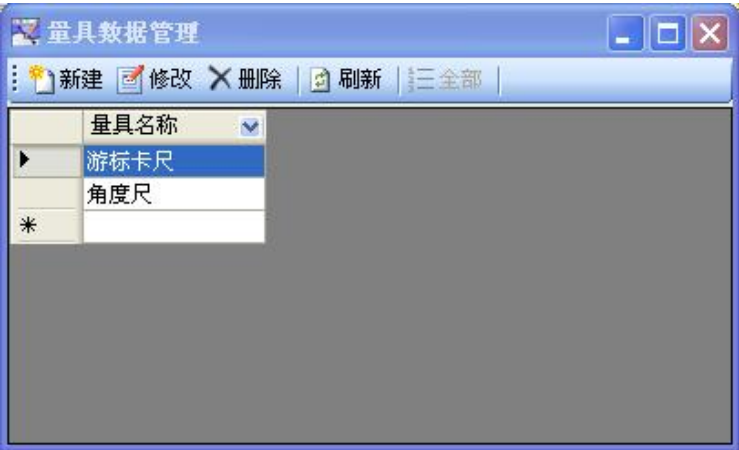 量具数据管理
新建 修改 删除 刷新 全部
量具名称
游标卡尺
角度尺